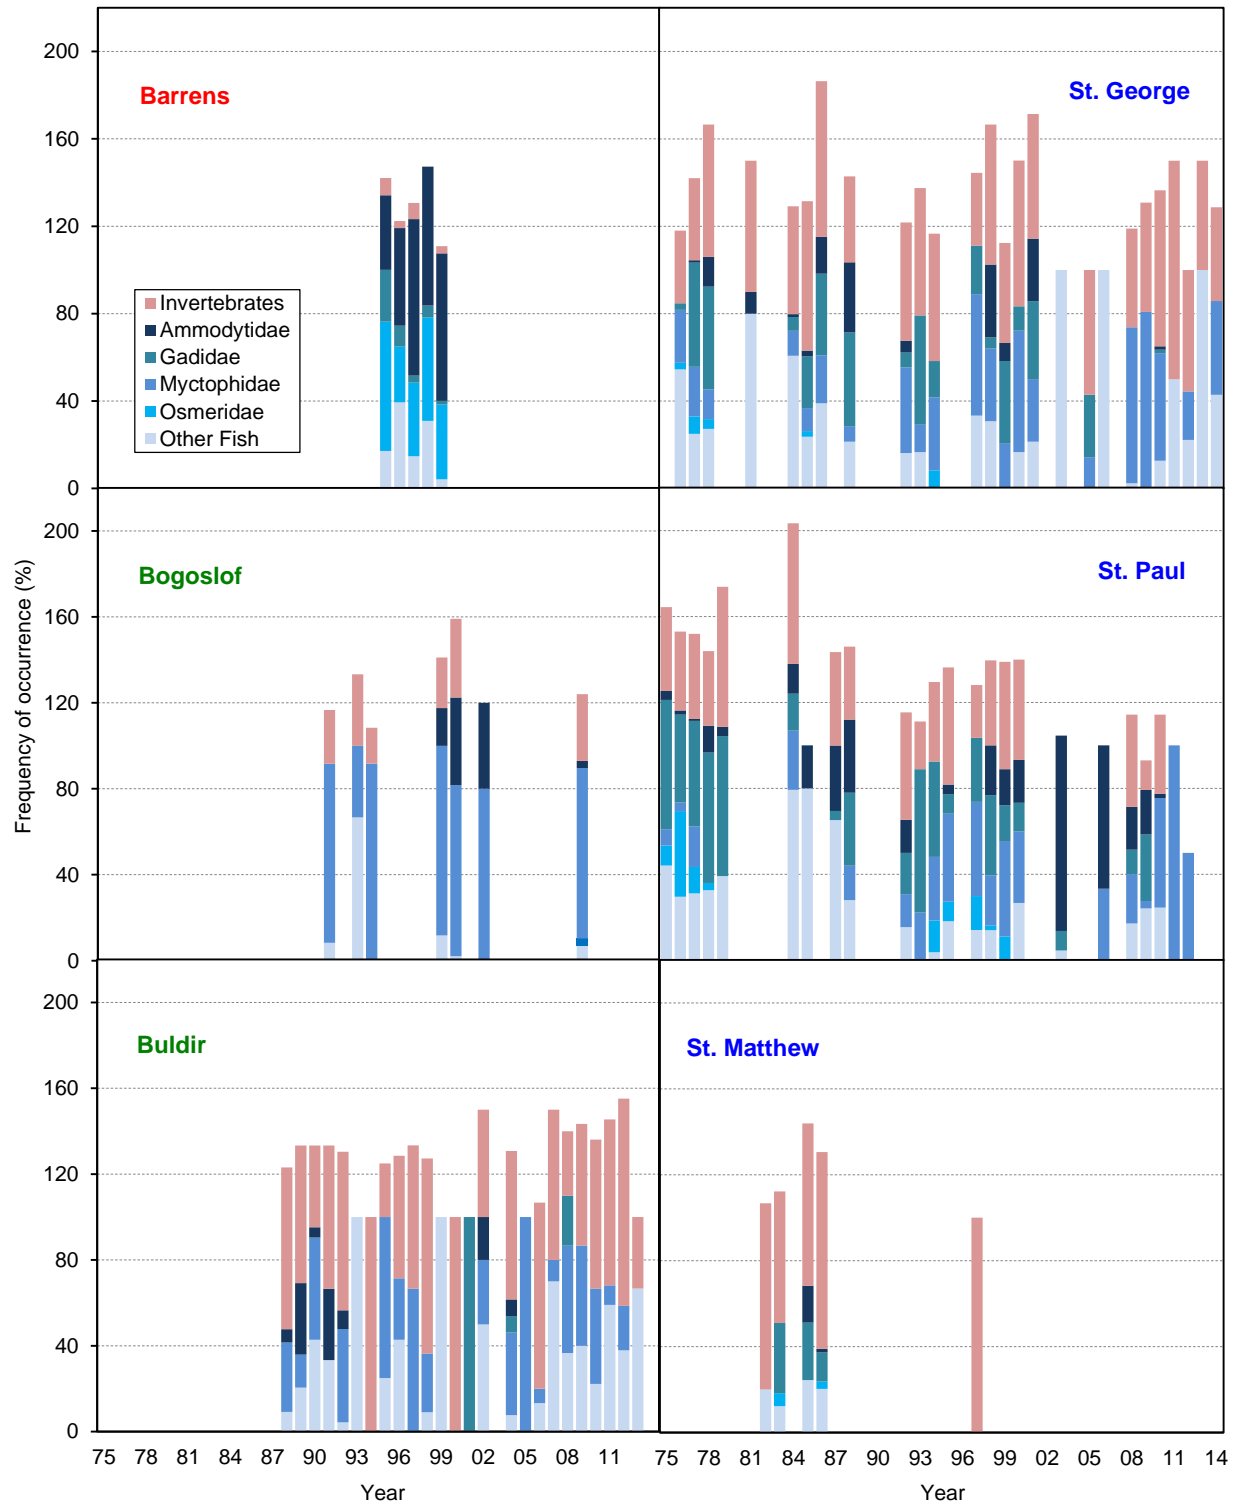 200
160
120
80
40
0
Barrens
St. George
Invertebrates
Ammodytidae
Gadidae
Myctophidae
Osmeridae
Other Fish
Frequency of occurrence (%)
200
160
120
80
40
0
Bogoslof
St. Paul
200
160
120
80
40
0
Buldir
St. Matthew
75 78 81 84 87 90 93 96 99 02 05 08 11
75 78 81 84 87 90 93 96 99 02 05 08 11 14
Year
Year